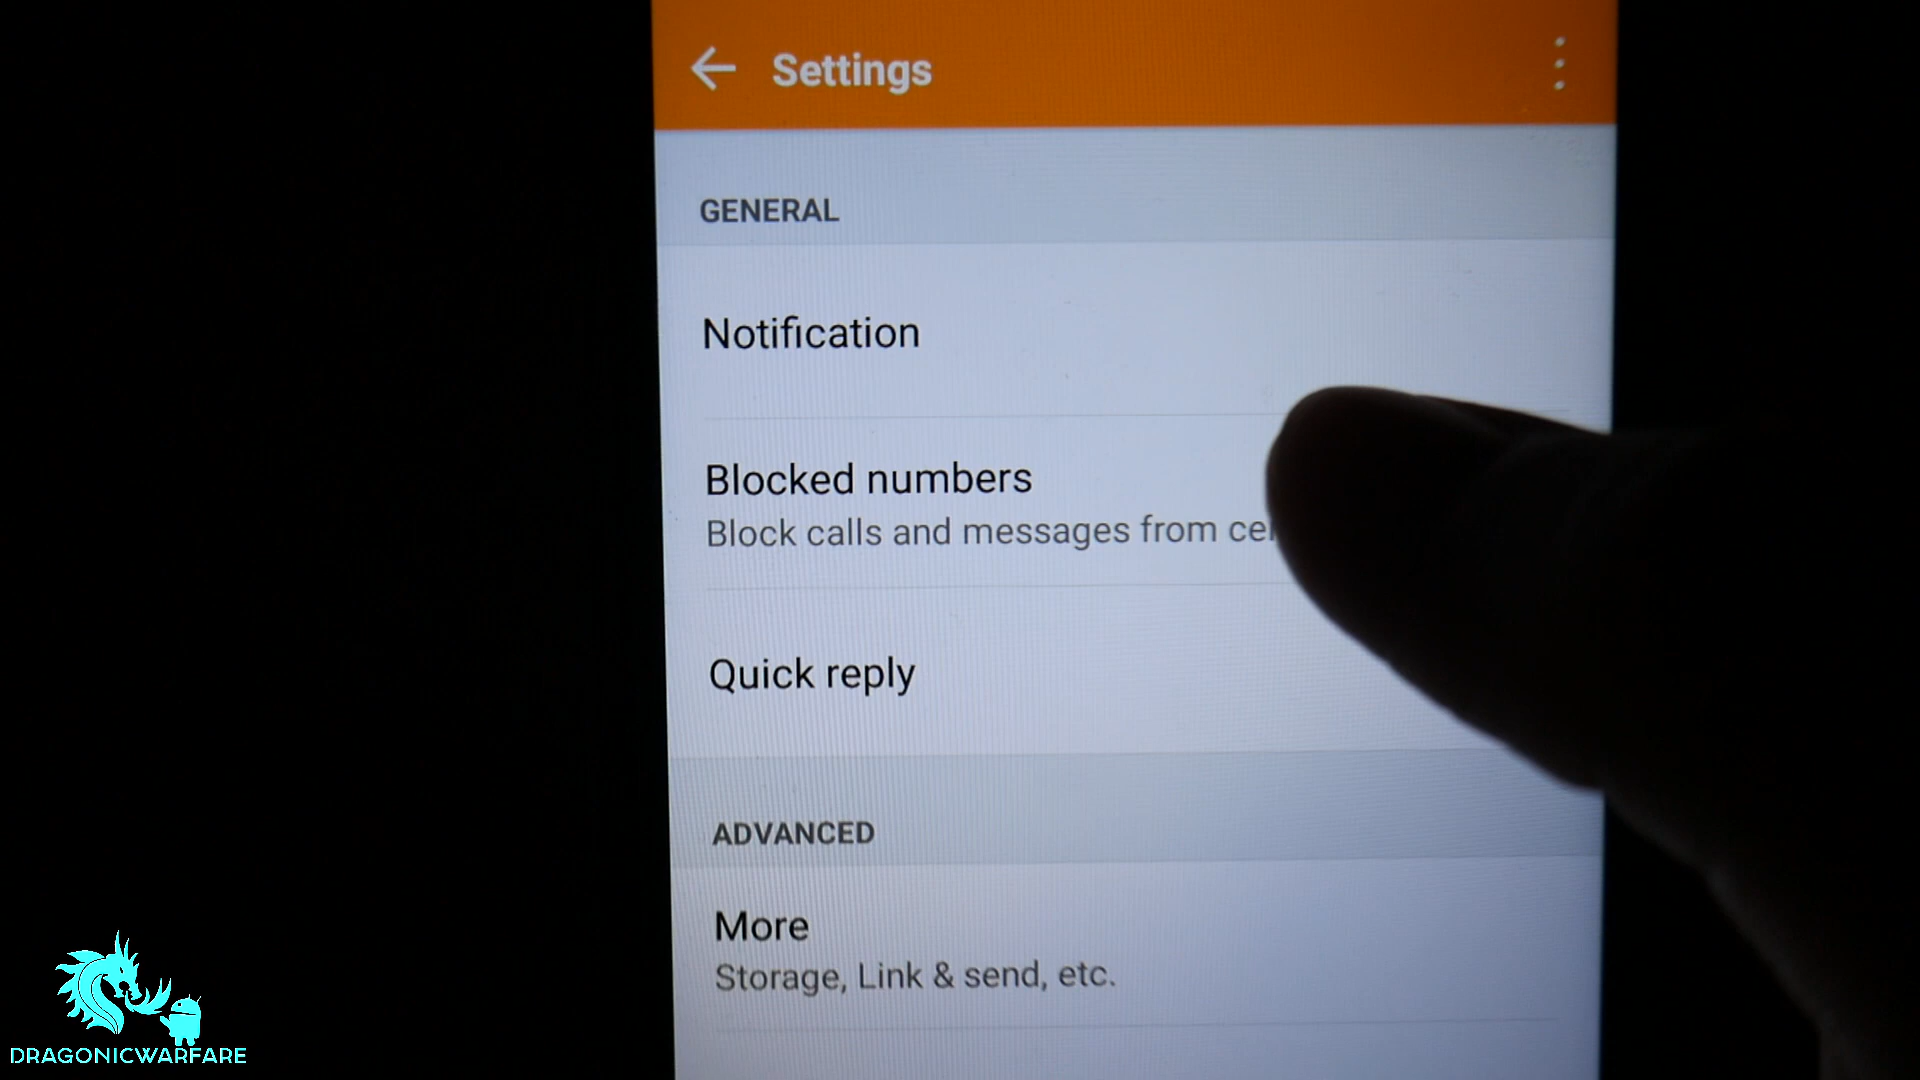 Settings
GENERAL
Notification
Blocked numbers
Block calls and messages from
Quick reply
ADVANCED
More
Storage, Link & send, etc.
DRAGONICWARFARE